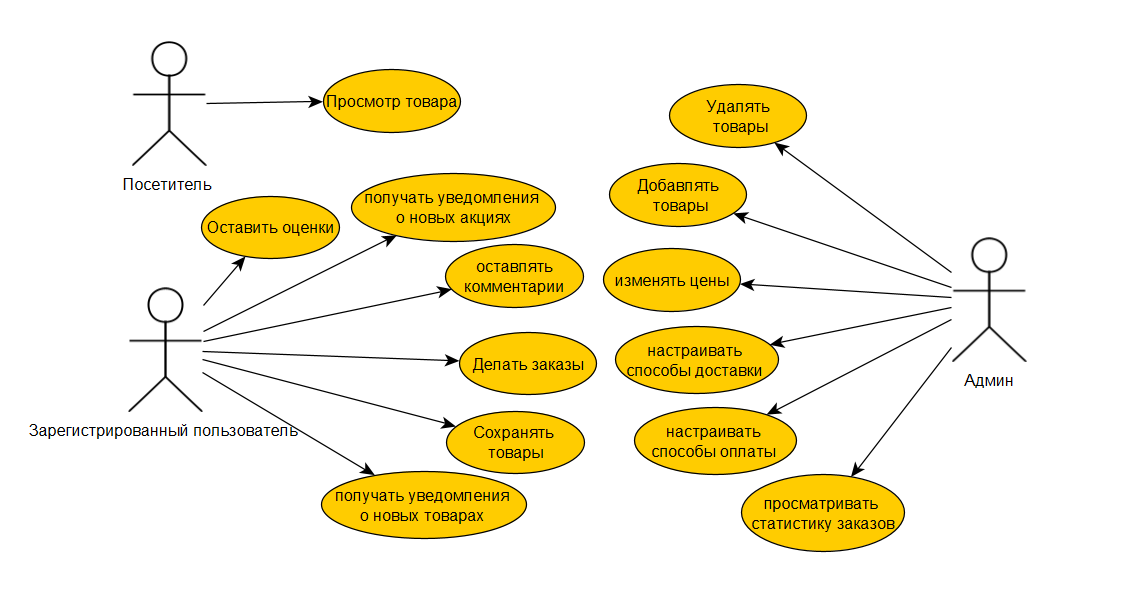 Просмотр товара
Посетитель
Удалять
товары
Добавлять
товары
получать уведомления
о новых акциях
Оставить оценки
оставлять
комментарии
изменять цены
Делать заказы
настраивать
способы доставки
Админ
Зарегистрированный пользователь
Сохранять
товары
настраивать
способы оплаты
получать уведомления
о новых товарах
просматривать
статистику заказов